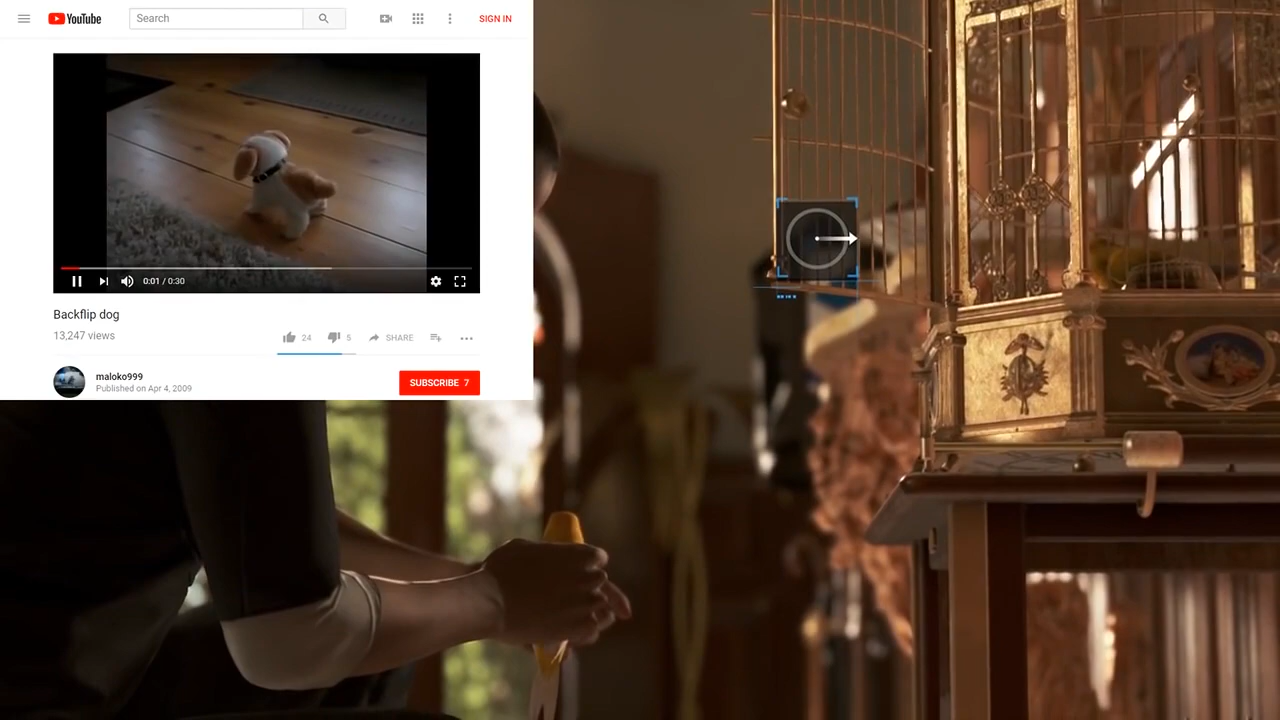 YouTube
Search
SIGN IN
0:01 / 0:30
Backflip dog
13,247 views
24
5
SHARE
maloko999
Published on Apr 4, 2009
SUBSCRIBE 7